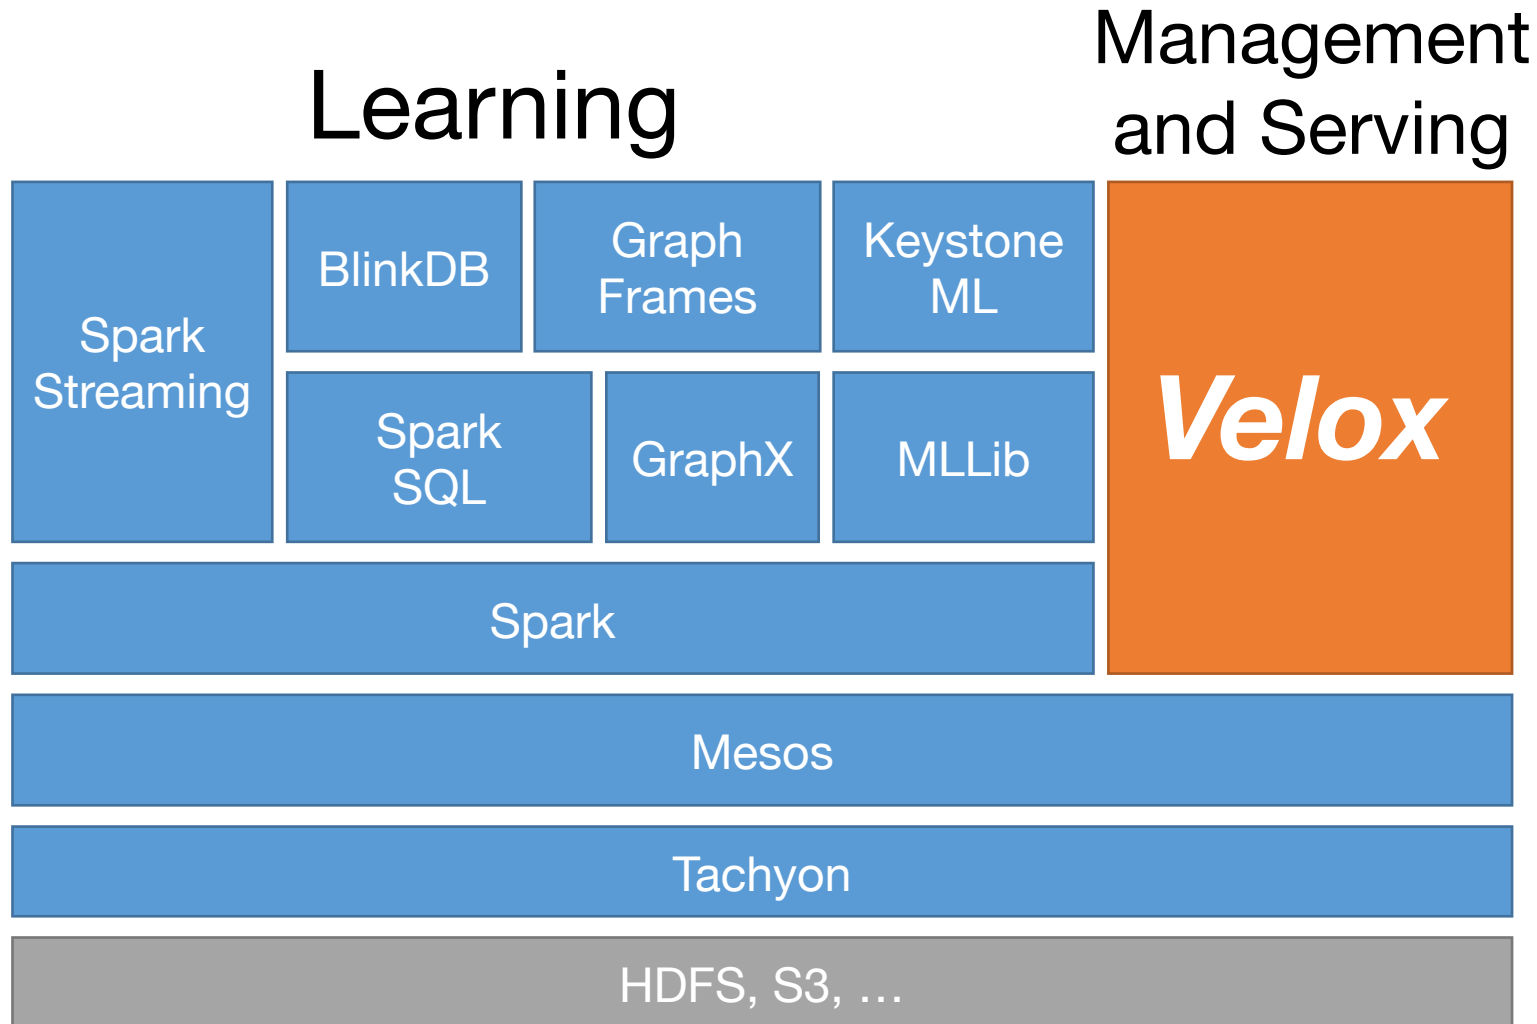 Learning
Management
and Serving
Spark
Streaming
BlinkDB
Graph
Frames
Keystone
ML
Spark
SQL
GraphX
MLLib
Velox
Spark
Mesos
Tachyon
HDFS, S3, …